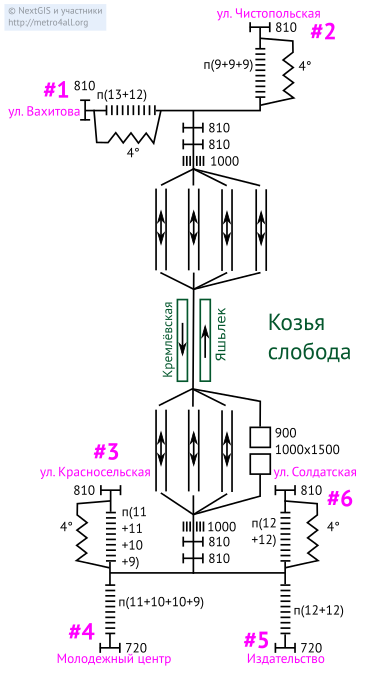 © NextGIS и участники
http://metro4all.org
ул. Чистопольская
810
#2
п(9+9+9)
4°
#1
810
п(13+12)
ул. Вахитова
4°
810
810
1000
Кремлёвская
Яшьлек
Козья
слобода
900
1000x1500
#3
ул. Красносельская
ул. Солдатская
810
810
#6
4°
п(11
+11
+10
+9)
1000
810
810
п(12
+12)
4°
п(11+10+10+9)
п(12+12)
#4
720
Молодежный центр
#5
720
Издательство